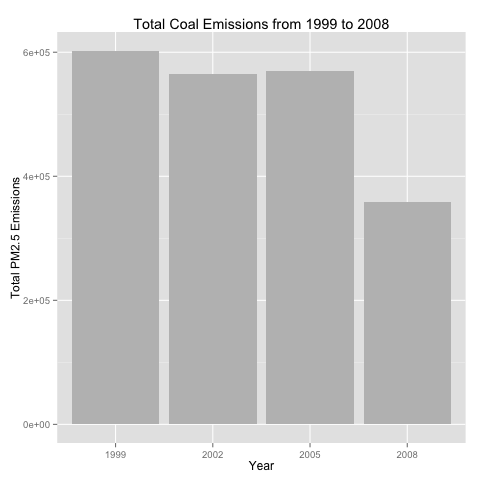 Total Coal Emissions from 1999 to 2008
6e+05
4e+05
2e+05
0e+00
Total PM2.5 Emissions
1999 2002 2005 2008
Year